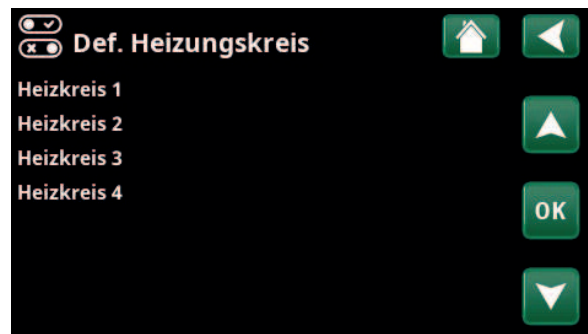 Def. Heizungskreis
Heizkreis 1
Heizkreis 2
Heizkreis 3
Heizkreis 4
OK